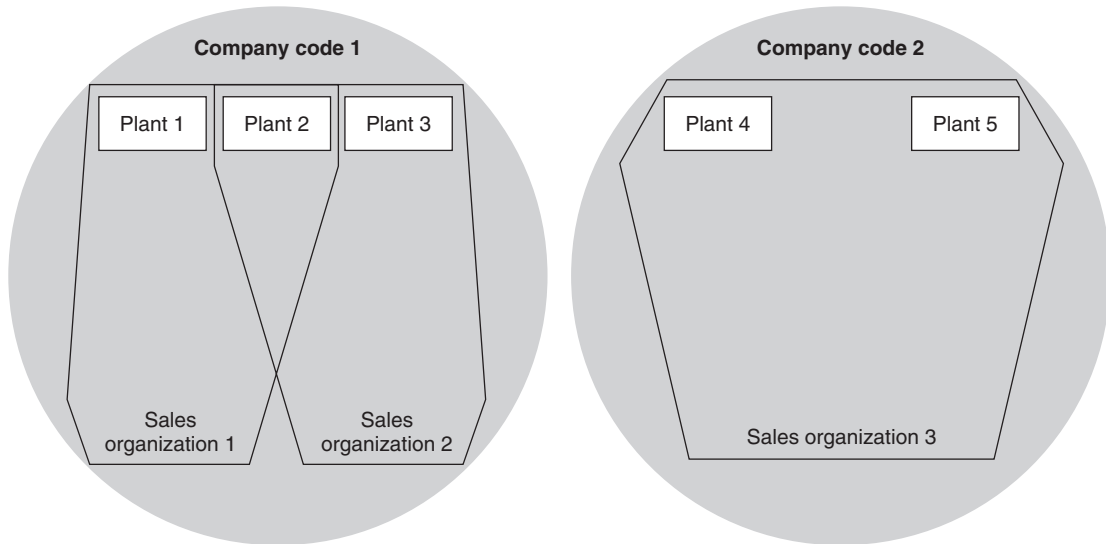 Company code 1
Plant 1
Plant 2
Plant 3
Sales
organization 1
Sales
organization 2
Company code 2
Plant 4
Plant 5
Sales organization 3